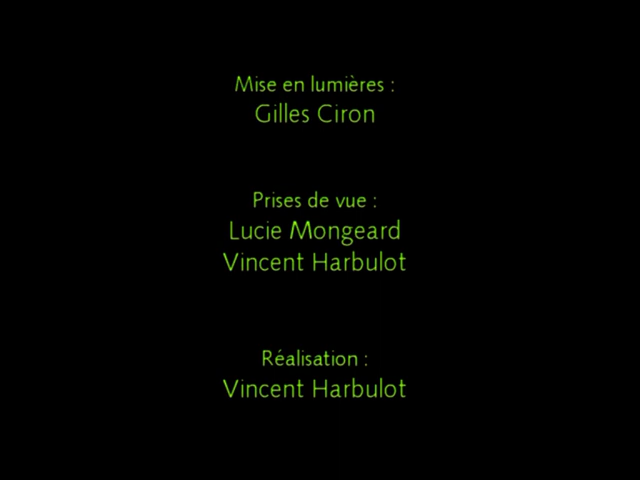 Mise en lumières :
Gilles Ciron
Prises de vue :
Lucie Mongeard
Vincent Harbulot
Réalisation :
Vincent Harbulot